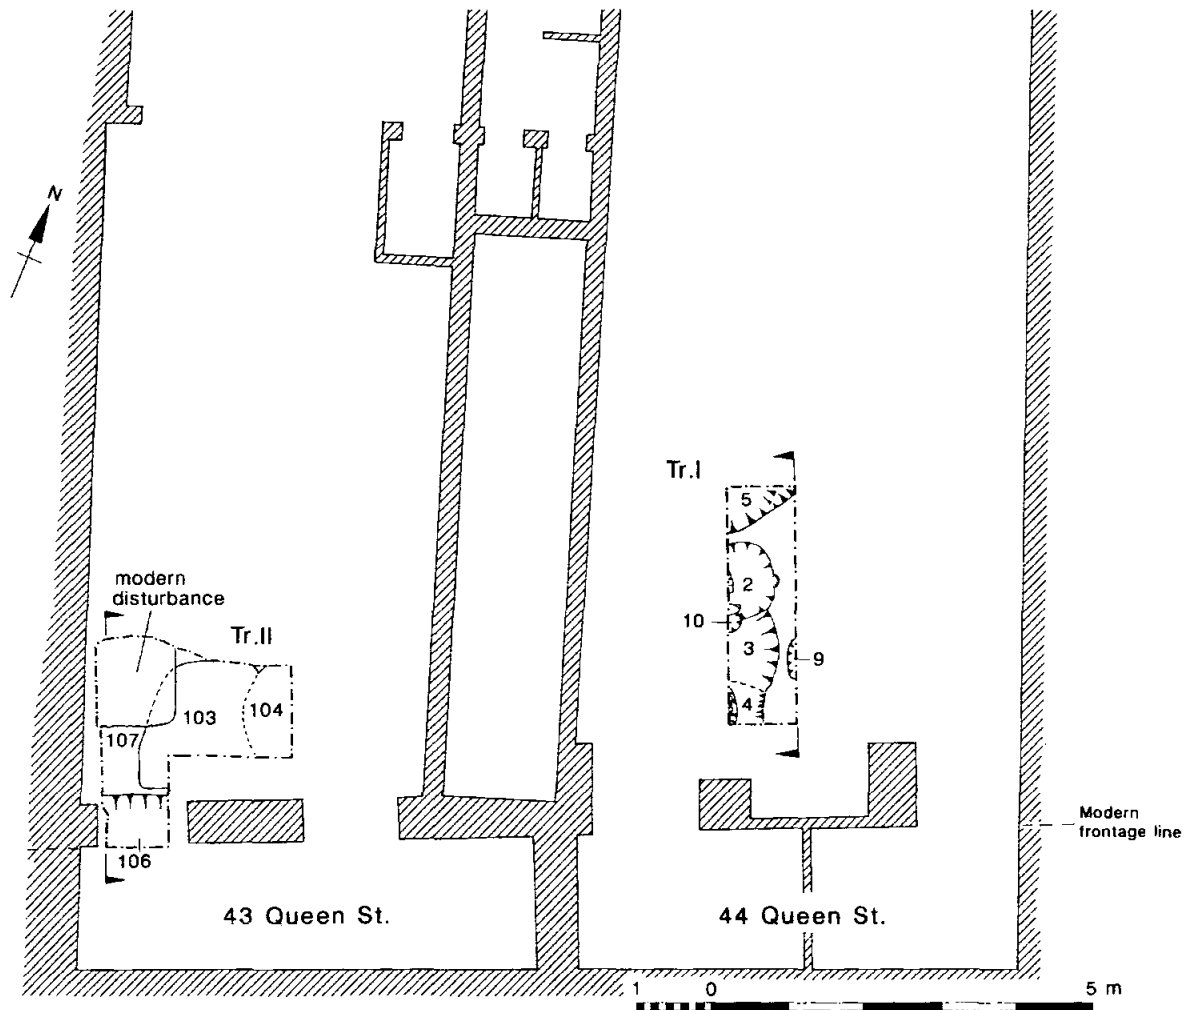 N
Tr.I
5
2
10
3
9
4
modern
disturbance
Tr.II
103
104
107
106
Modern
frontage line
43 Queen St.
44 Queen St.
1 0 5 m